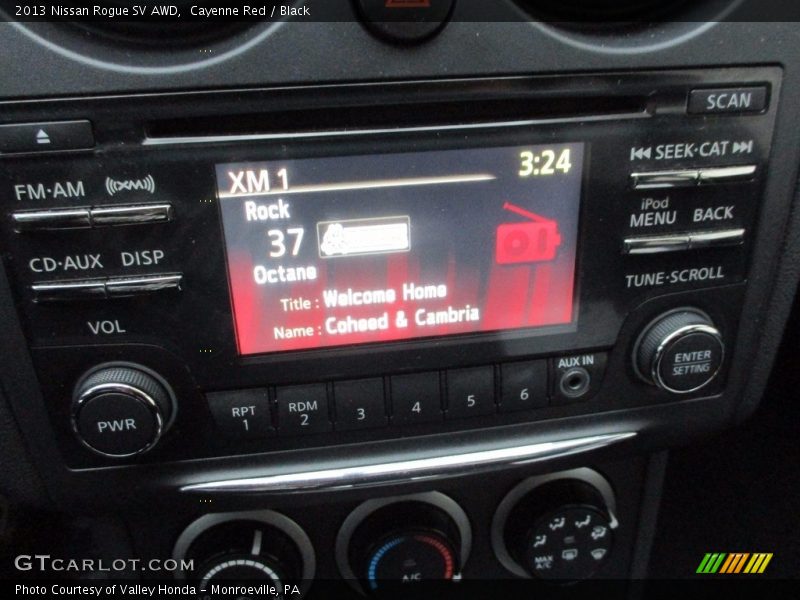 2013 Nissan Rogue SV AWD,  Cayenne Red / Black
SCAN
FM·AM
((XM))
SEEK·CAT
iPod
MENU
BACK
CD·AUX
DISP
TUNE·SCROLL
VOL
XM 1
3:24
Rock
37
Octane
Title : Welcome Home
Name : Coheed & Cambria
PWR
RPT
1
RDM
2
3
4
5
6
AUX IN
ENTER
SETTING
A/C
MAX
A/C
GTCARLOT.COM
Photo Courtesy of Valley Honda - Monroeville, PA